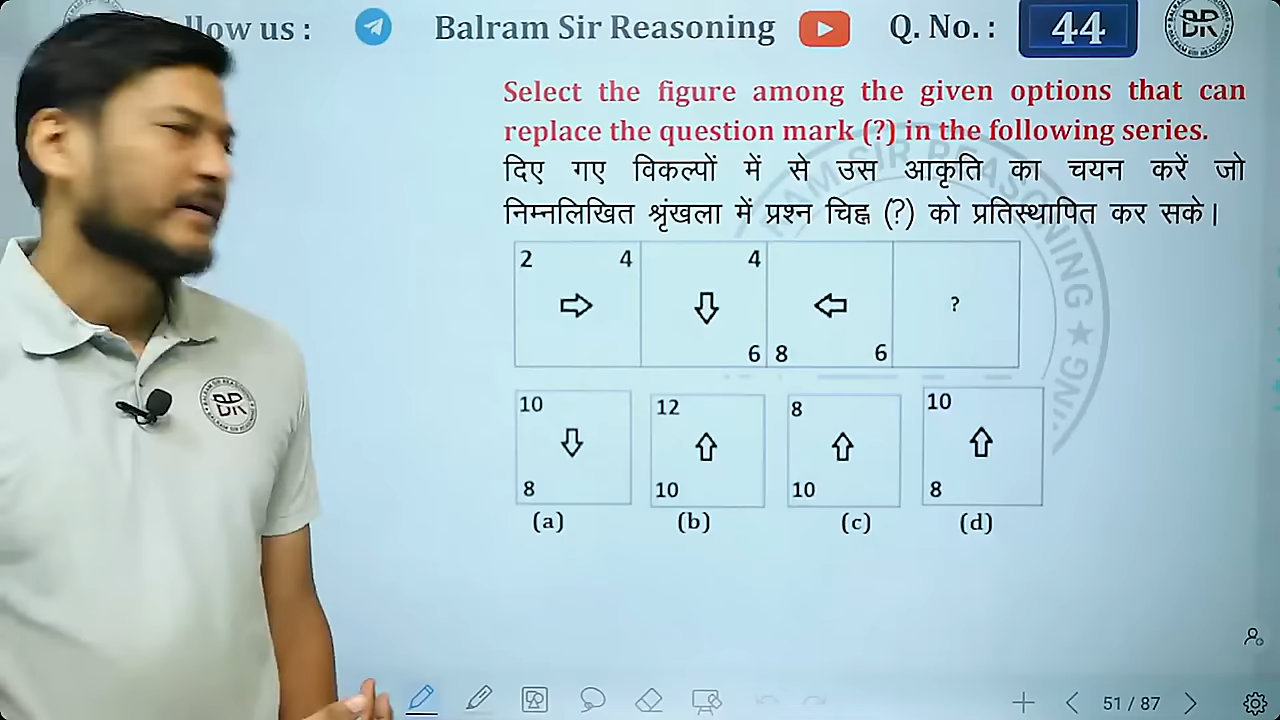 llow us :
Balram Sir Reasoning
Q. No. :
44
Select the figure among the given options that can
replace the question mark (?) in the following series.
दिए गए विकल्पों में से उस आकृति का चयन करें जो
निम्नलिखित श्रृंखला में प्रश्न चिह्न (?) को प्रतिस्थापित कर सके।
2 4 4
?
6 8 6
10 12 8 10
8 10 10 8
(a) (b) (c) (d)
51 / 87